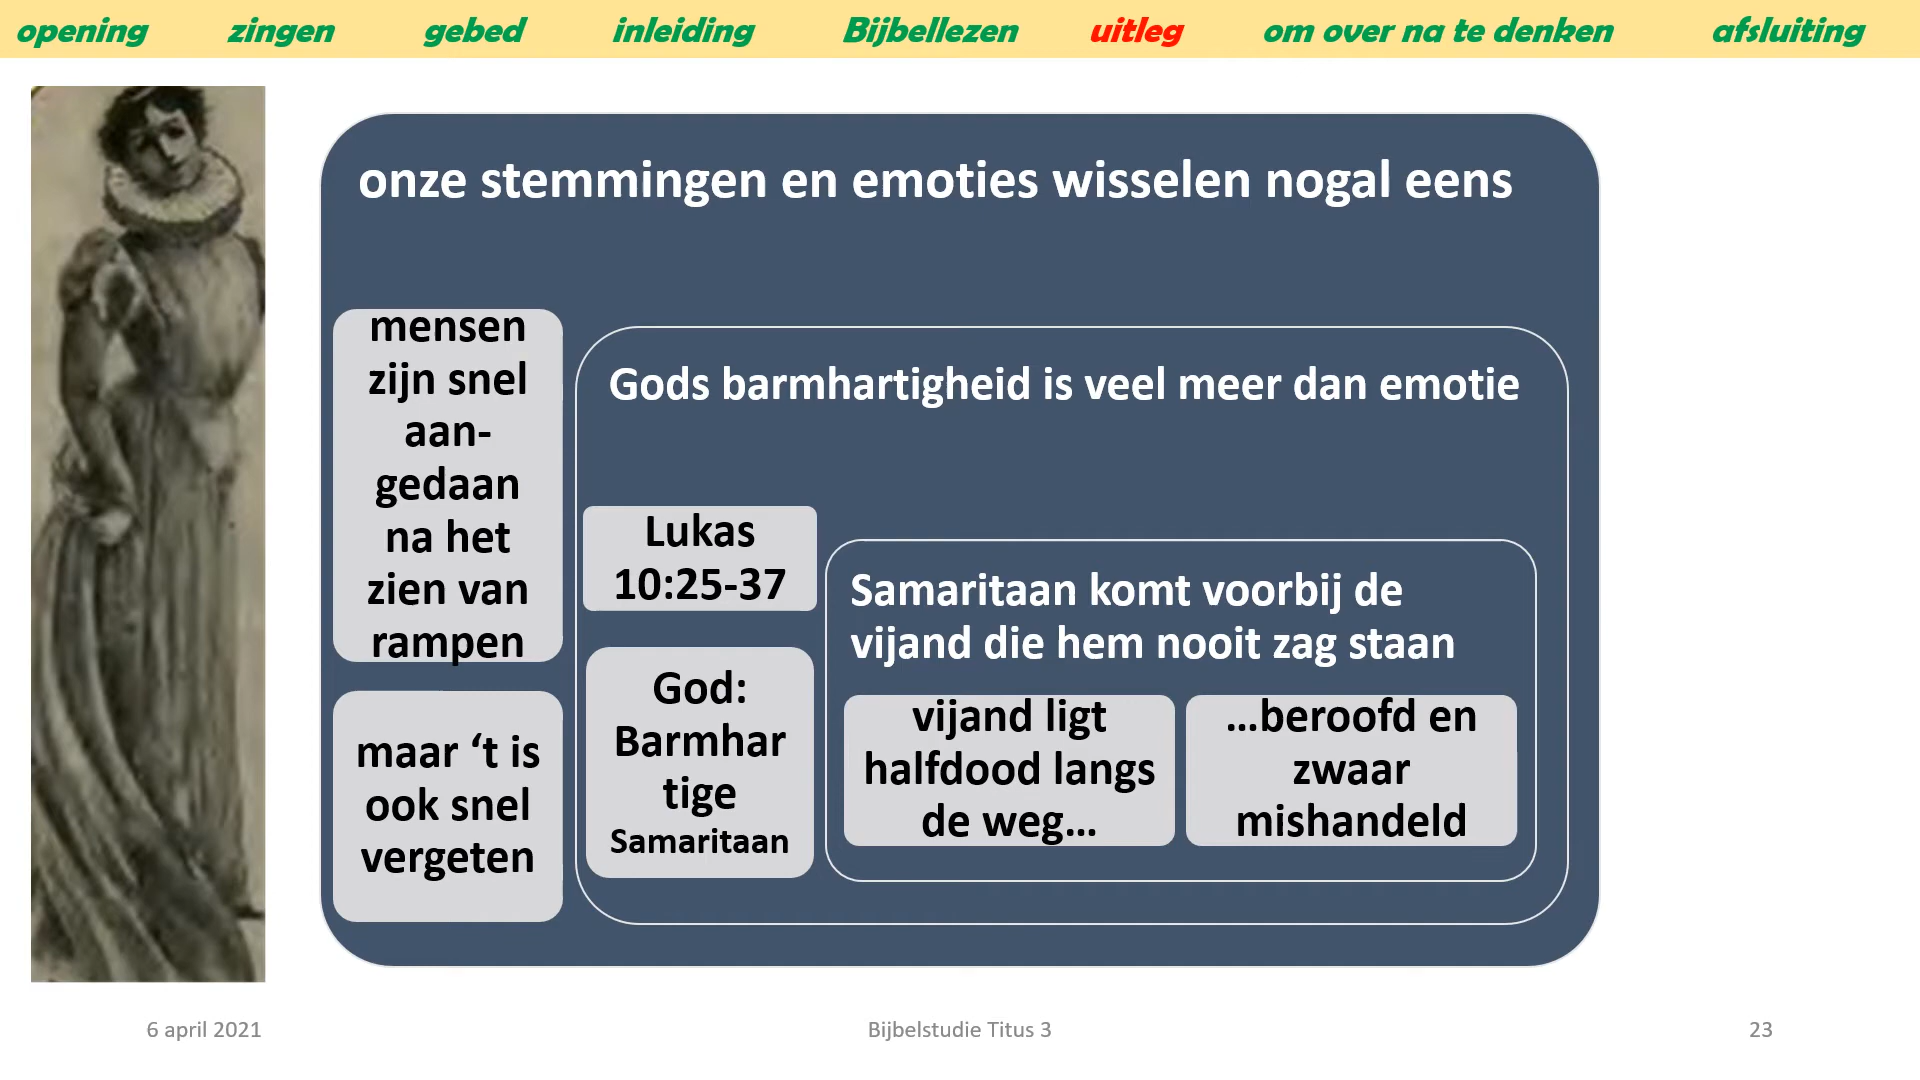 opening zingen gebed inleiding Bijbellezen uitleg om over na te denken afsluiting
onze stemmingen en emoties wisselen nogal eens
mensen
zijn snel
aan-
gedaan
na het
zien van
rampen
maar ‘t is
ook snel
vergeten
Gods barmhartigheid is veel meer dan emotie
Lukas
10:25-37
God:
Barmhar
tige
Samaritaan
Samaritaan komt voorbij de
vijand die hem nooit zag staan
vijand ligt
halfdood langs
de weg…
…beroofd en
zwaar
mishandeld
6 april 2021
Bijbelstudie Titus 3
23